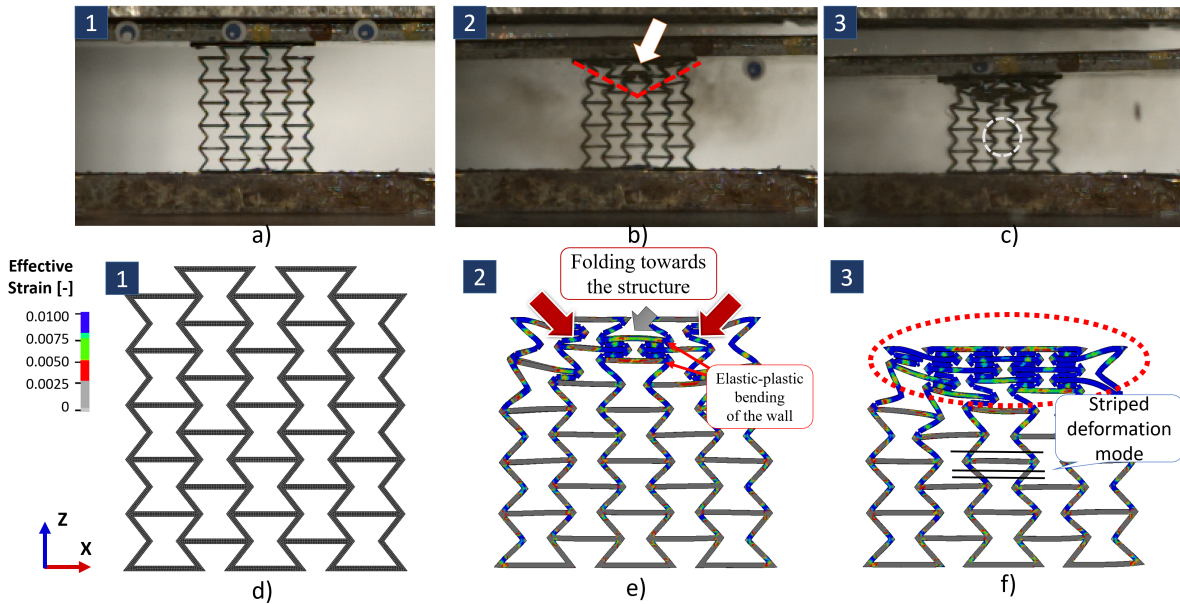 1
2
3
a)
b)
c)
Effective
Strain [-]
0.0100
0.0075
0.0050
0.0025
0
Z
X
1
d)
2
Folding towards
the structure
Elastic-plastic
bending
of the wall
e)
3
Striped
deformation
mode
f)